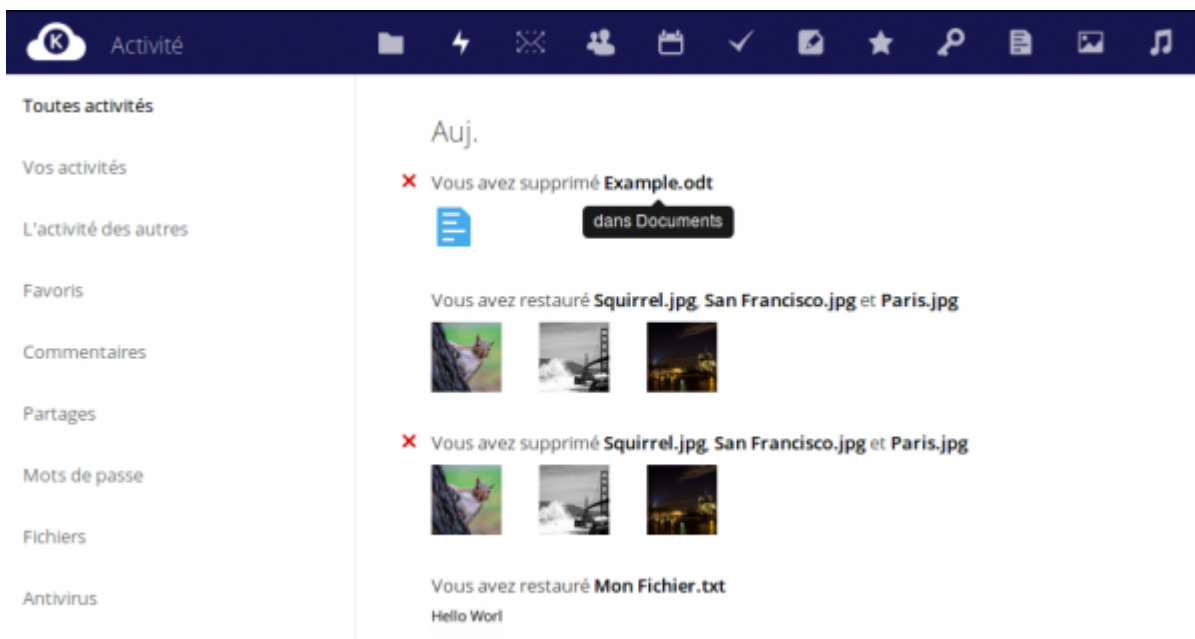 K
Activité
Toutes activités
Vos activités
L'activité des autres
Favoris
Commentaires
Partages
Mots de passe
Fichiers
Antivirus
Auj.
Vous avez supprimé Example.odt
dans Documents
Vous avez restauré Squirrel.jpg, San Francisco.jpg et Paris.jpg
Vous avez supprimé Squirrel.jpg, San Francisco.jpg et Paris.jpg
Vous avez restauré Mon Fichier.txt
Hello Worl